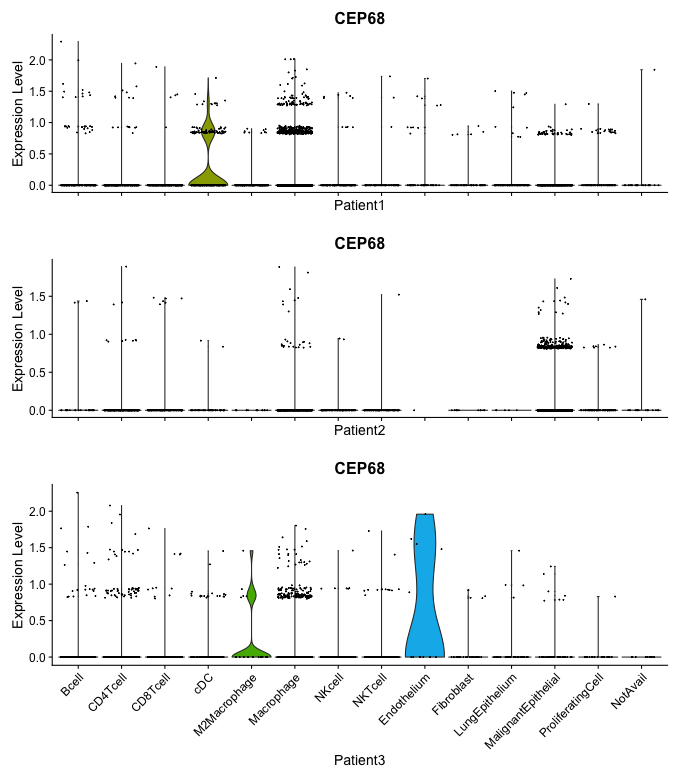 CEP68
Expression Level
2.0
1.5
1.0
0.5
0.0
Patient1
CEP68
Expression Level
1.5
1.0
0.5
0.0
Patient2
CEP68
Expression Level
2.0
1.5
1.0
0.5
0.0
Bcell
CD4Tcell
CD8Tcell
cDC
M2Macrophage
Macrophage
NKcell
NKTcell
Endothelium
Fibroblast
LungEpithelium
MalignantEpithelial
ProliferatingCell
NotAvail
Patient3